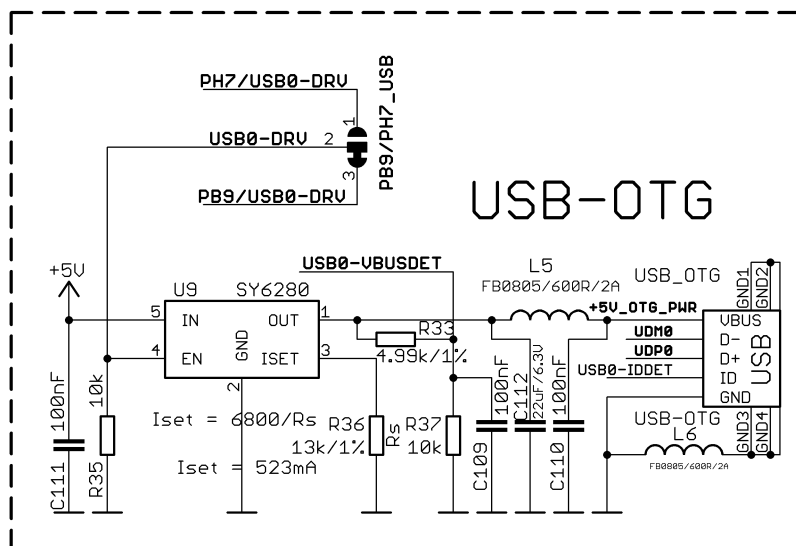 PH7/USB0-DRV
1
USB0-DRV
2
3
PB9/USB0-DRV
PB9/PH7_USB
USB-OTG
USB0-VBUSDET
+5V
U9
SY6280
5
IN
OUT
1
4
EN
GND
ISET
3
2
R33
4.99k/1%
L5
FB0805/600R/2A
USB_OTG
+5V_OTG_PWR
UDM0
UDP0
USB0-IDDET
VBUS
D-
D+
ID
GND
USB
GND1
GND2
GND3
GND4
USB-OTG
L6
FB0805/600R/2A
100nF
C111
10k
R35
Iset = 6800/Rs
Iset = 523mA
R36
13k/1%
Rs
R37
10k
100nF
C109
C112
22uF/6.3V
100nF
C110